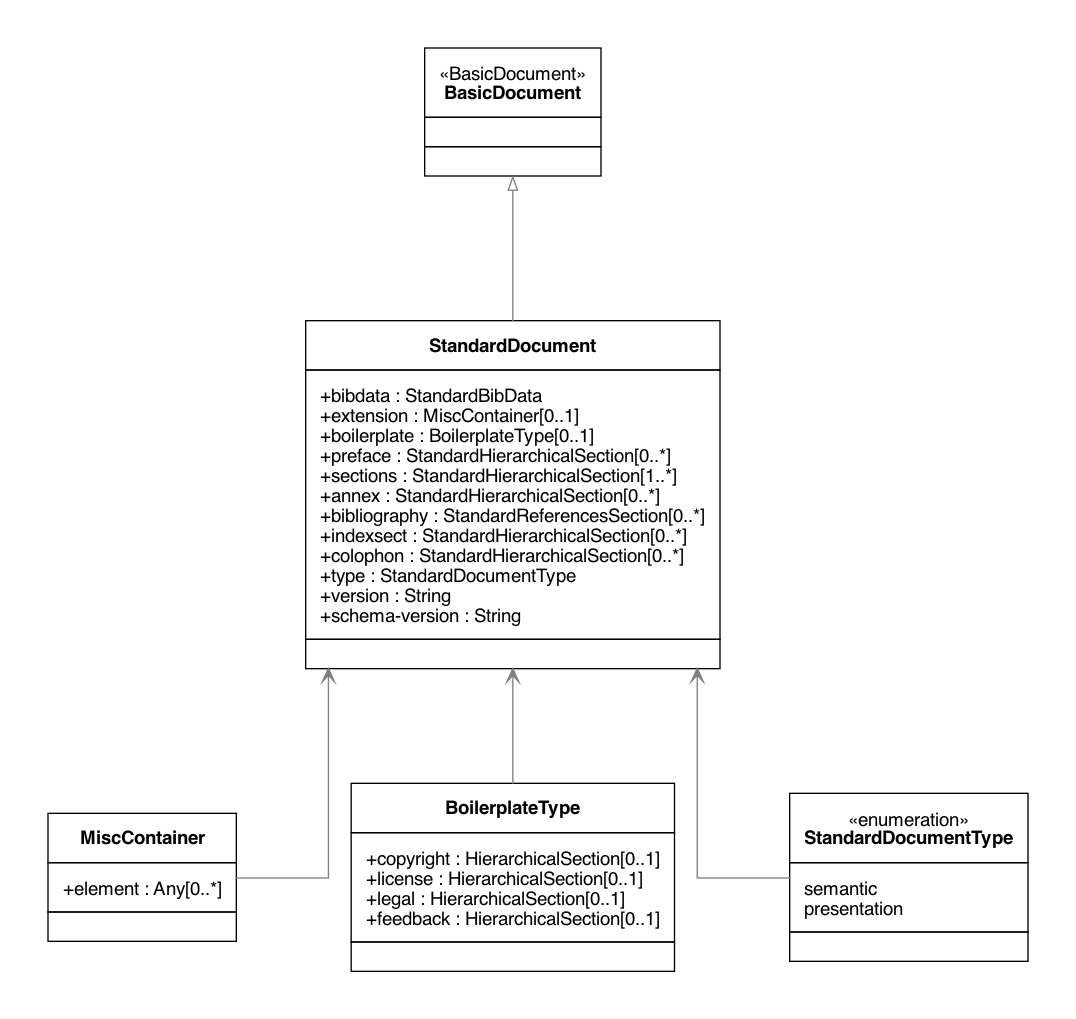 «BasicDocument»
BasicDocument
StandardDocument
+bibdata : StandardBibData
+extension : MiscContainer[0..1]
+boilerplate : BoilerplateType[0..1]
+preface : StandardHierarchicalSection[0..*]
+sections : StandardHierarchicalSection[1..*]
+annex : StandardHierarchicalSection[0..*]
+bibliography : StandardReferencesSection[0..*]
+indexsect : StandardHierarchicalSection[0..*]
+colophon : StandardHierarchicalSection[0..*]
+type : StandardDocumentType
+version : String
+schema-version : String
MiscContainer
+element : Any[0..*]
BoilerplateType
+copyright : HierarchicalSection[0..1]
+license : HierarchicalSection[0..1]
+legal : HierarchicalSection[0..1]
+feedback : HierarchicalSection[0..1]
«enumeration»
StandardDocumentType
semantic
presentation